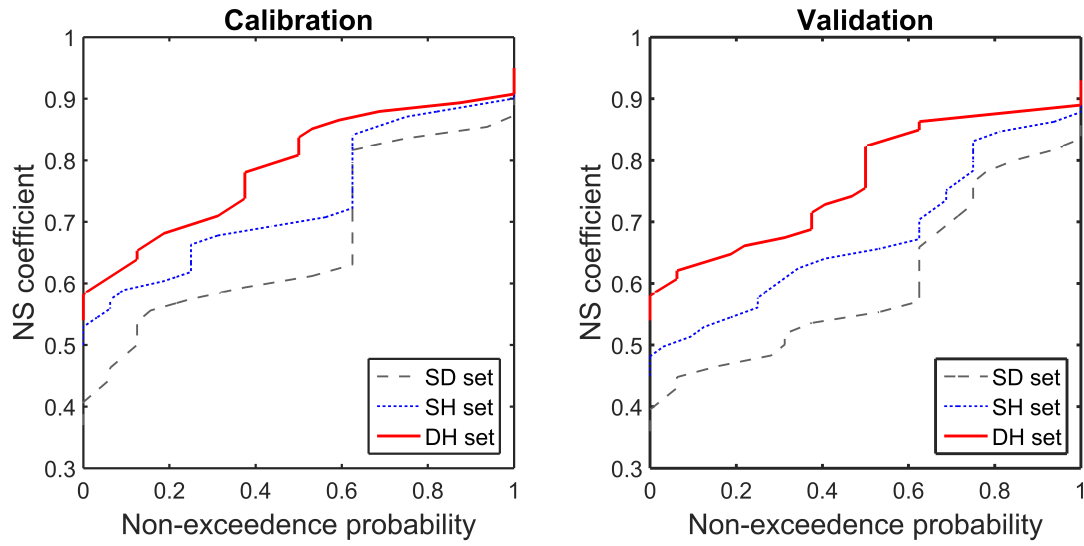 Calibration
NS coefficient
1
0.9
0.8
0.7
0.6
0.5
0.4
0.3
SD set
SH set
DH set
0
0.2
0.4
0.6
0.8
1
Non-exceedence probability
Validation
NS coefficient
1
0.9
0.8
0.7
0.6
0.5
0.4
0.3
SD set
SH set
DH set
0
0.2
0.4
0.6
0.8
1
Non-exceedence probability